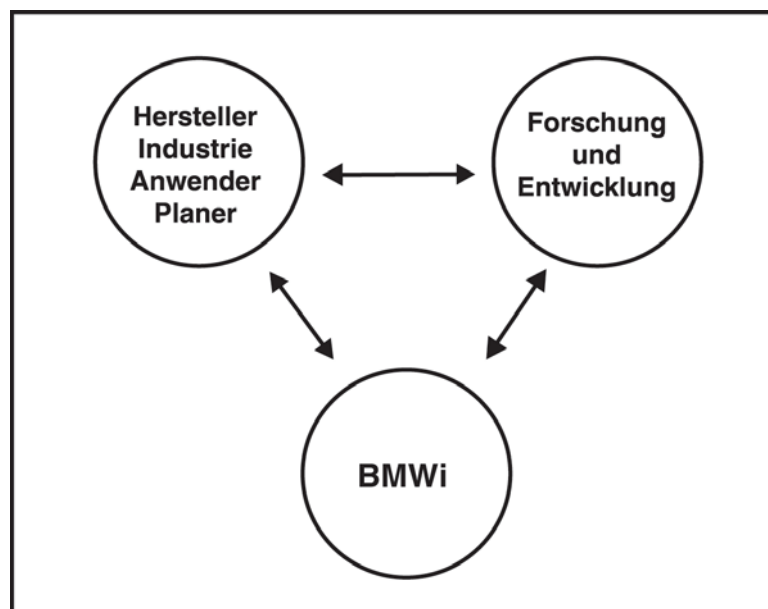 Hersteller
Industrie
Anwender
Planer
Forschung
und
Entwicklung
BMWi